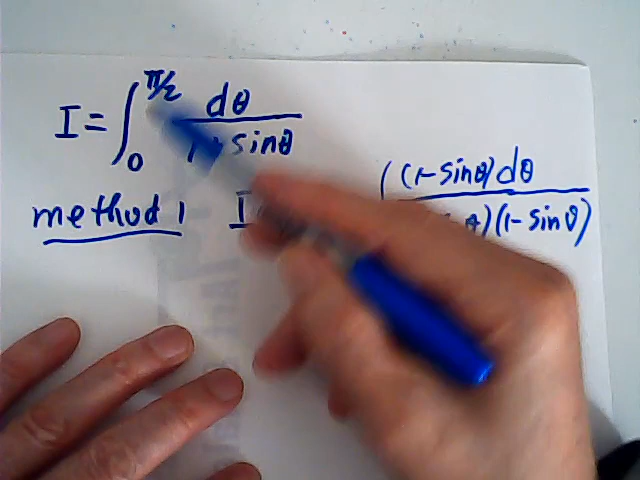 I = ∫₀^π/2 dθ / 1+ sinθ
method 1 I ∫ (1-sinθ)dθ / θ)(1-sinθ)